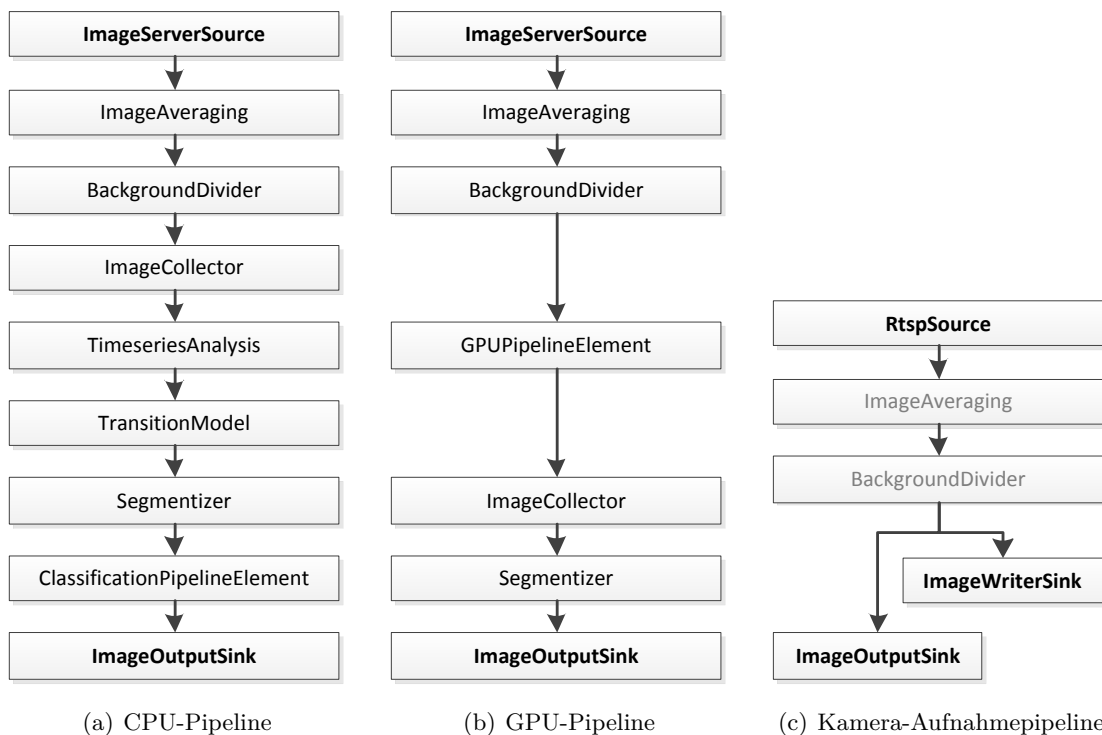 ImageServerSource
ImageAveraging
BackgroundDivider
ImageCollector
TimeseriesAnalysis
TransitionModel
Segmentizer
ClassificationPipelineElement
ImageOutputSink
(a) CPU-Pipeline
ImageServerSource
ImageAveraging
BackgroundDivider
GPUPipelineElement
ImageCollector
Segmentizer
ImageOutputSink
(b) GPU-Pipeline
RtspSource
ImageAveraging
BackgroundDivider
ImageWriterSink
ImageOutputSink
(c) Kamera-Aufnahmepipeline